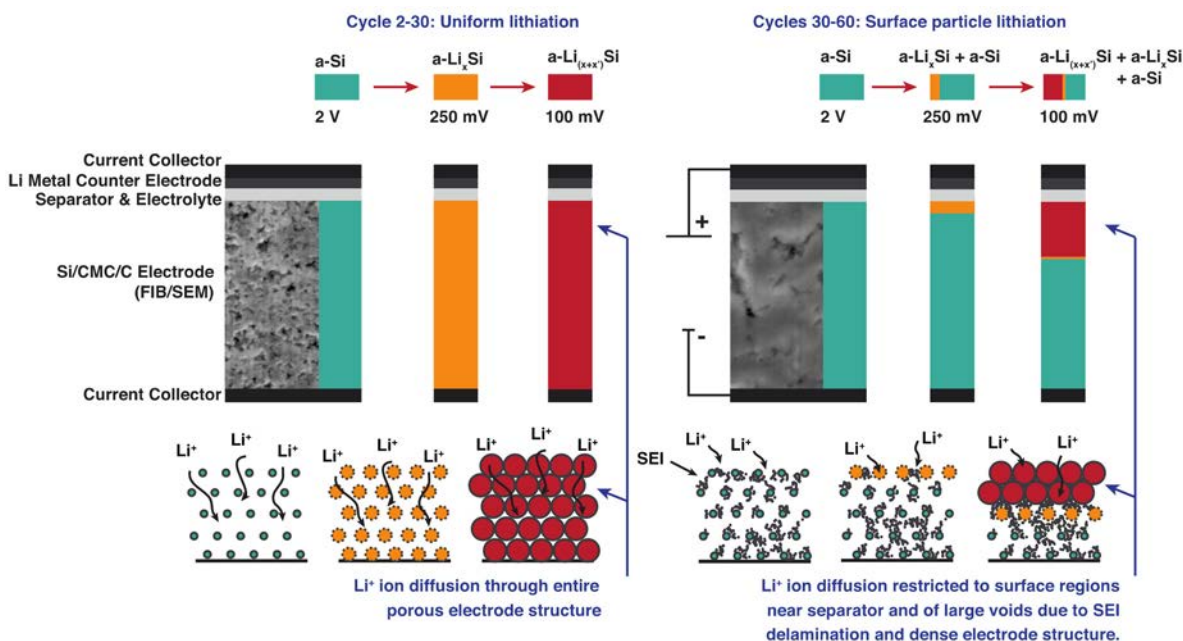 Cycle 2-30: Uniform lithiation
a-Si
a-LiₓSi
a-Li₍ₓ₊ₓ'₎Si
2 V
250 mV
100 mV
Current Collector
Li Metal Counter Electrode
Separator & Electrolyte
Si/CMC/C Electrode
(FIB/SEM)
Current Collector
Li⁺
Li⁺
Li⁺
Li⁺
Li⁺
Li⁺
Li⁺
Li⁺
Li⁺
Li⁺ ion diffusion through entire
porous electrode structure
Cycles 30-60: Surface particle lithiation
a-Si
a-LiₓSi + a-Si
a-Li₍ₓ₊ₓ'₎Si + a-LiₓSi
+ a-Si
2 V
250 mV
100 mV
+
-
SEI
Li⁺
Li⁺
Li⁺
Li⁺
Li⁺
Li⁺
Li⁺ ion diffusion restricted to surface regions
near separator and of large voids due to SEI
delamination and dense electrode structure.